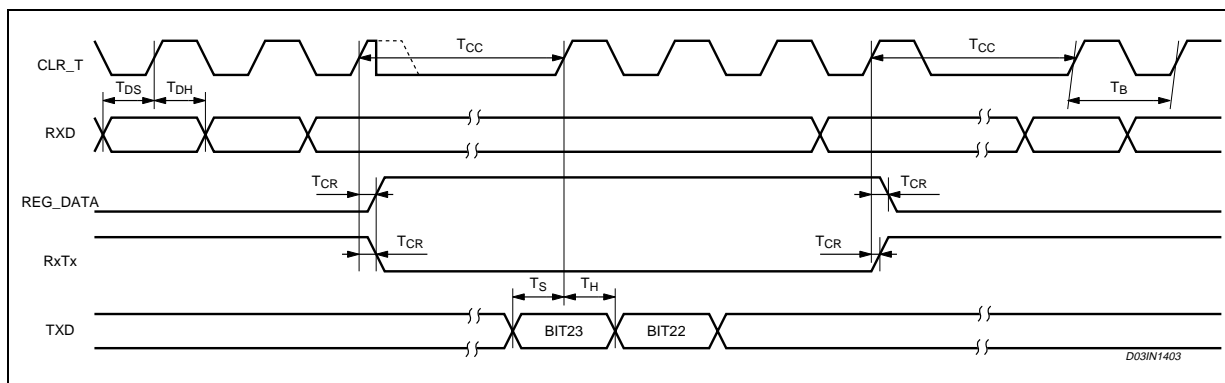 CLR_T
TCC
TCC
TDS
TDH
TB
RXD
TCR
TCR
REG_DATA
TCR
TCR
RxTx
TS
TH
TXD
BIT23
BIT22
D03IN1403